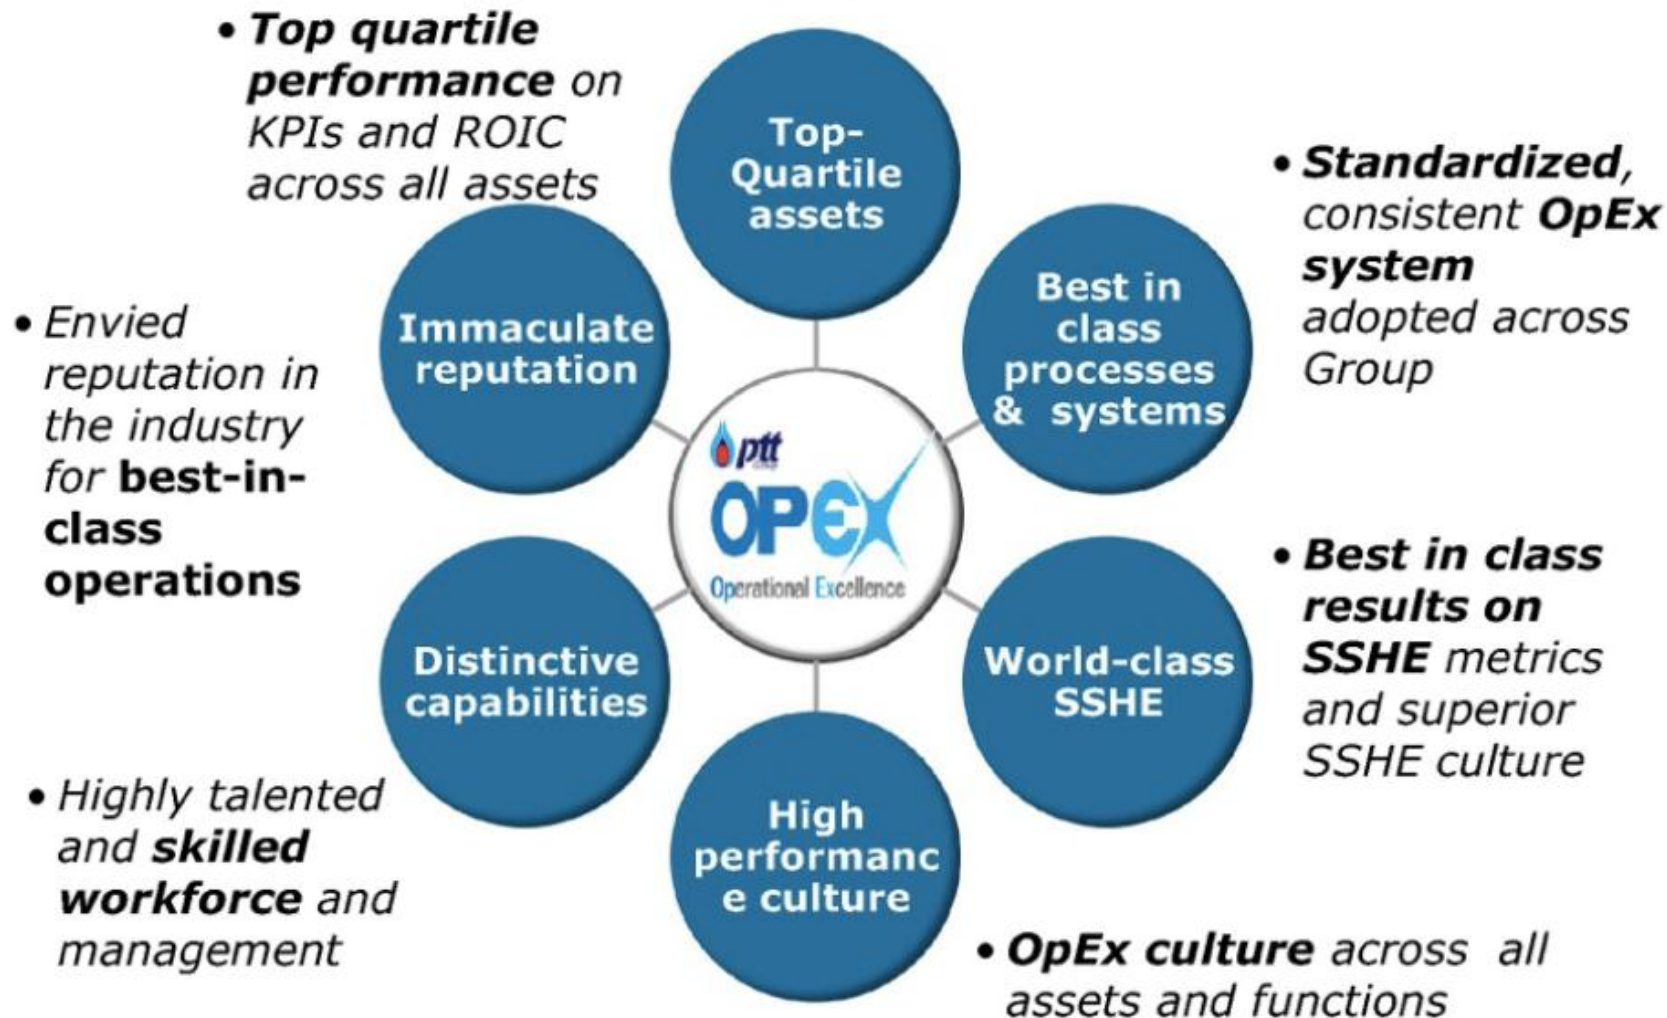 • Top quartile
performance on
KPIs and ROIC
across all assets
Top-
Quartile
assets
• Standardized,
consistent OpEx
system
adopted across
Group
Best in
class
processes
& systems
Immaculate
reputation
• Envied
reputation in
the industry
for best-in-
class
operations
ptt
OPEX
Operational Excellence
• Best in class
results on
SSHE metrics
and superior
SSHE culture
World-class
SSHE
Distinctive
capabilities
• Highly talented
and skilled
workforce and
management
High
performanc
e culture
• OpEx culture across all
assets and functions